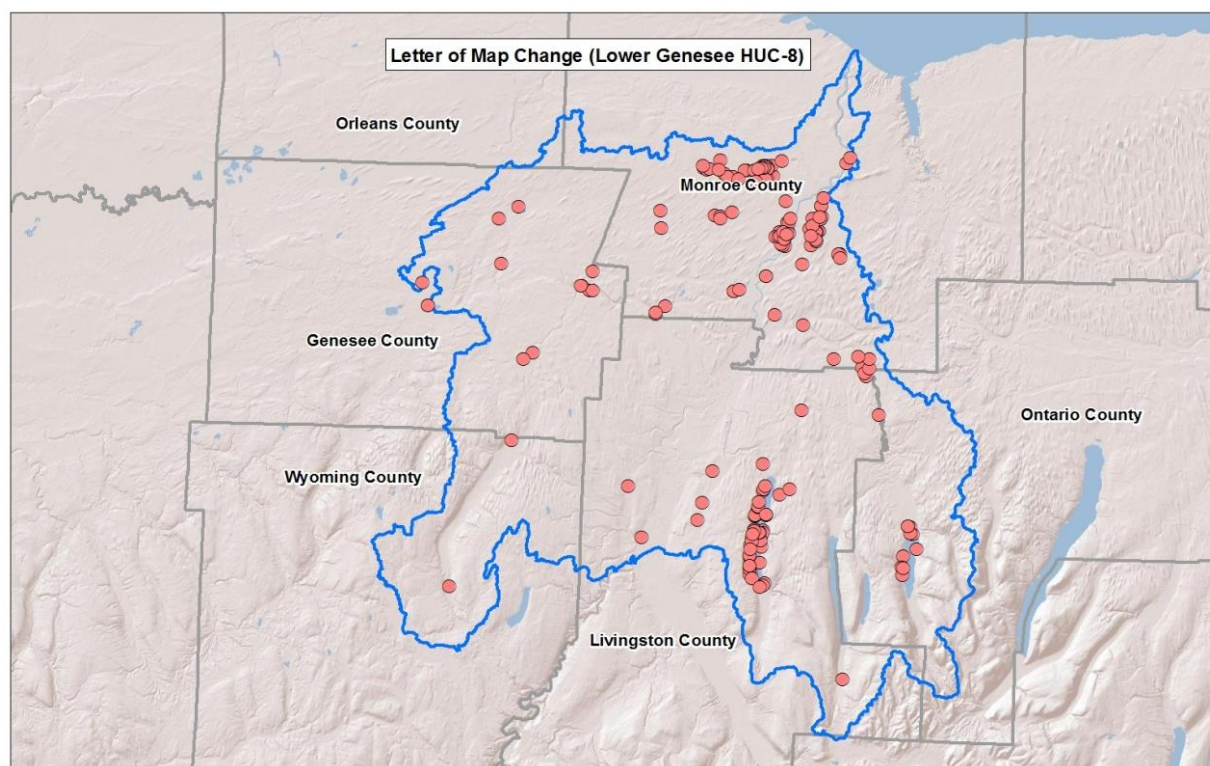 Letter of Map Change (Lower Genesee HUC-8)
Orleans County
Monroe County
Genesee County
Ontario County
Wyoming County
Livingston County